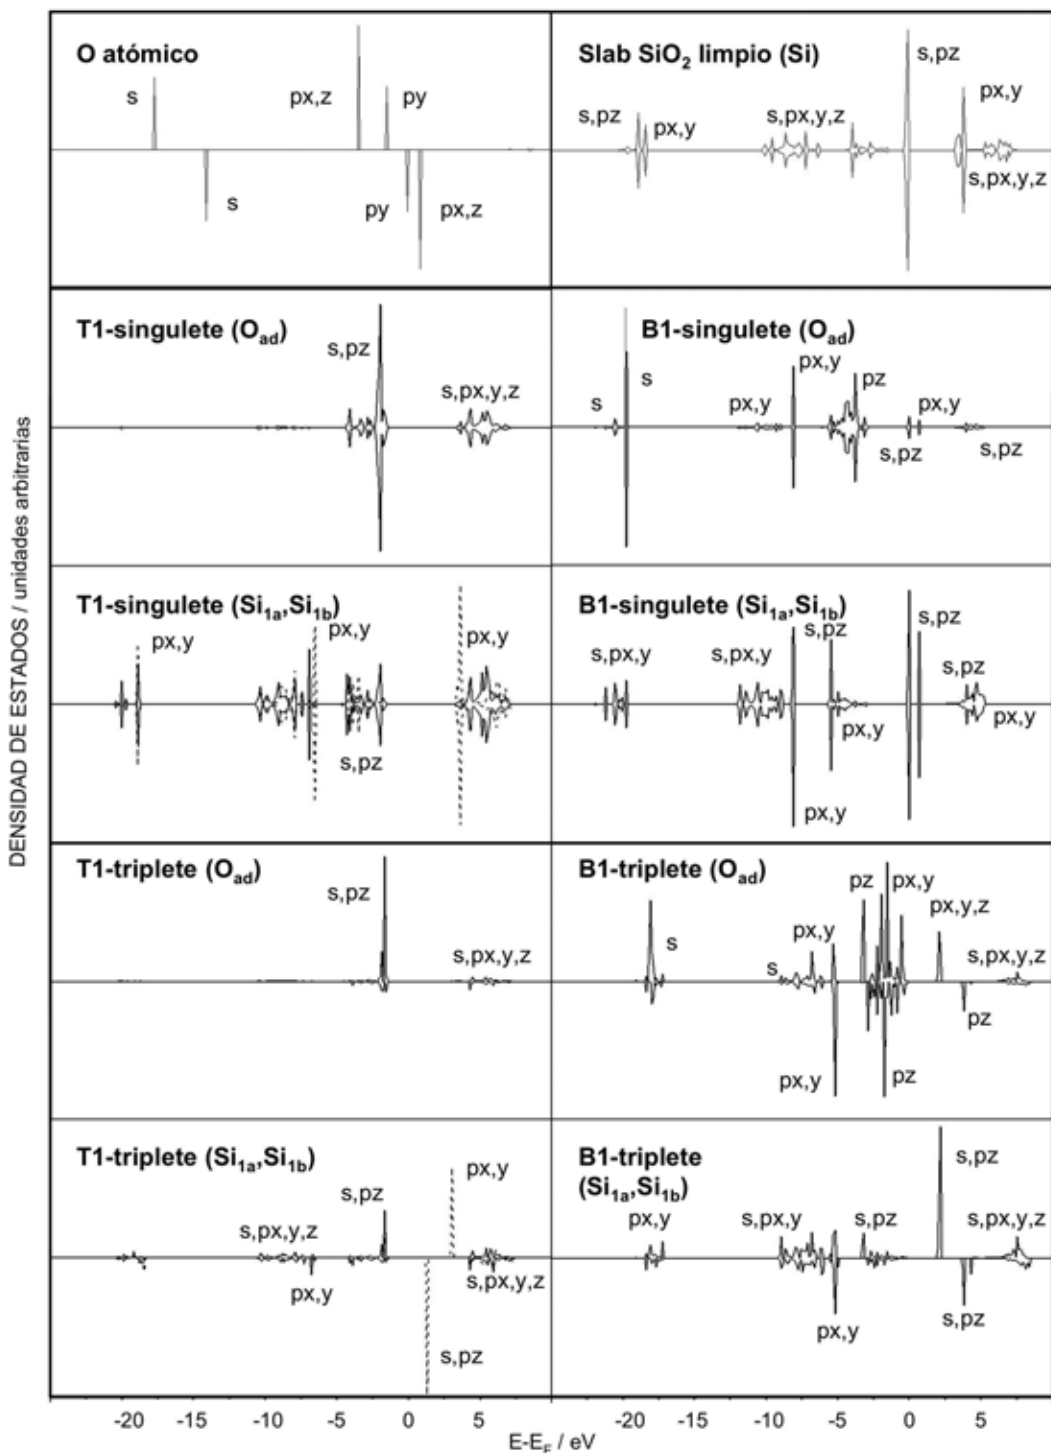 DENSIDAD DE ESTADOS / unidades arbitrarias
O atómico
s
px,z
py
s
py
px,z
Slab SiO2 limpio (Si)
s,pz
px,y
s,px,y,z
s,pz
px,y
s,px,y,z
T1-singulete (Oad)
s,pz
s,px,y,z
B1-singulete (Oad)
s
s
px,y
px,y
pz
px,y
s,pz
s,pz
T1-singulete (Si1a,Si1b)
px,y
px,y
px,y
s,pz
B1-singulete (Si1a,Si1b)
s,px,y
s,px,y
s,pz
s,pz
s,pz
px,y
px,y
px,y
T1-triplete (Oad)
s,pz
s,px,y,z
B1-triplete (Oad)
s
s
px,y
pz
px,y
px,y,z
s,px,y,z
pz
px,y
pz
T1-triplete (Si1a,Si1b)
px,y
s,pz
s,px,y,z
px,y
s,px,y,z
s,pz
B1-triplete
(Si1a,Si1b)
s,pz
px,y
s,px,y
s,pz
s,px,y,z
px,y
s,pz
-20 -15 -10 -5 0 5 -20 -15 -10 -5 0 5
E-EF / eV